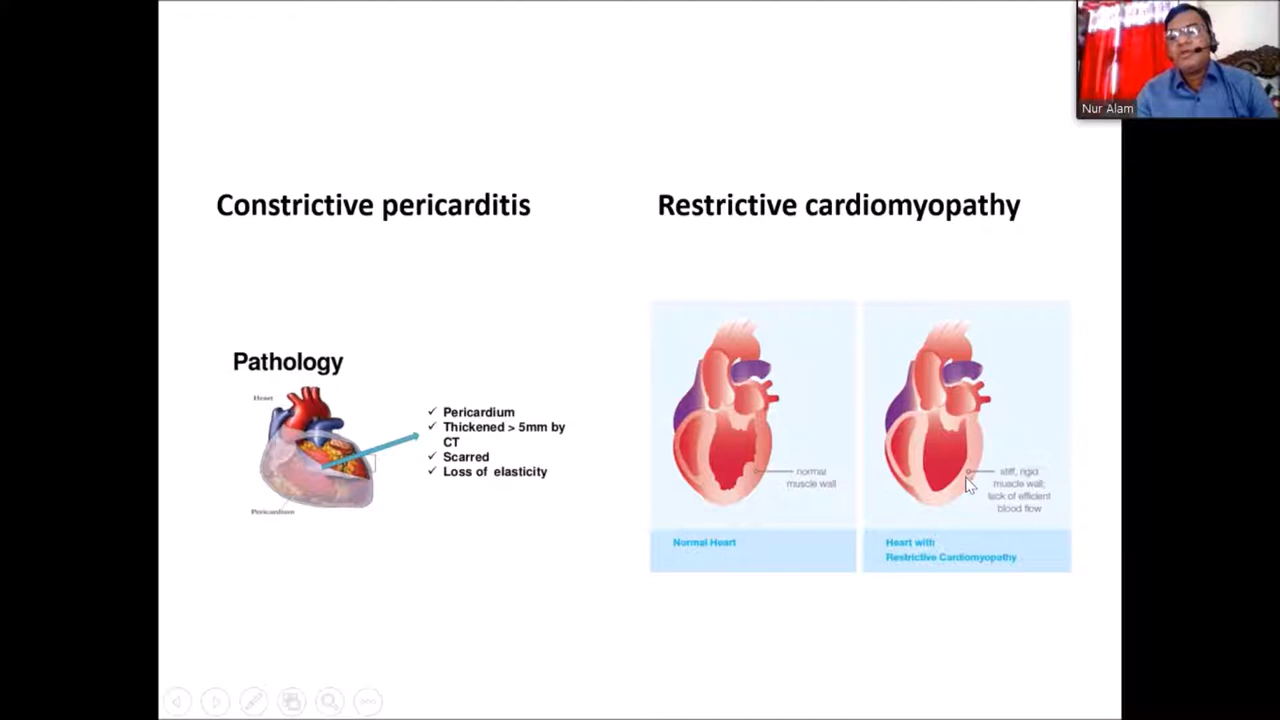 Nur Alam
Constrictive pericarditis
Restrictive cardiomyopathy
Pathology
Heart
Pericardium
✓ Pericardium
✓ Thickened > 5mm by
CT
✓ Scarred
✓ Loss of elasticity
normal
muscle wall
Normal Heart
stiff, rigid
muscle wall;
lack of efficient
blood flow
Heart with
Restrictive Cardiomyopathy